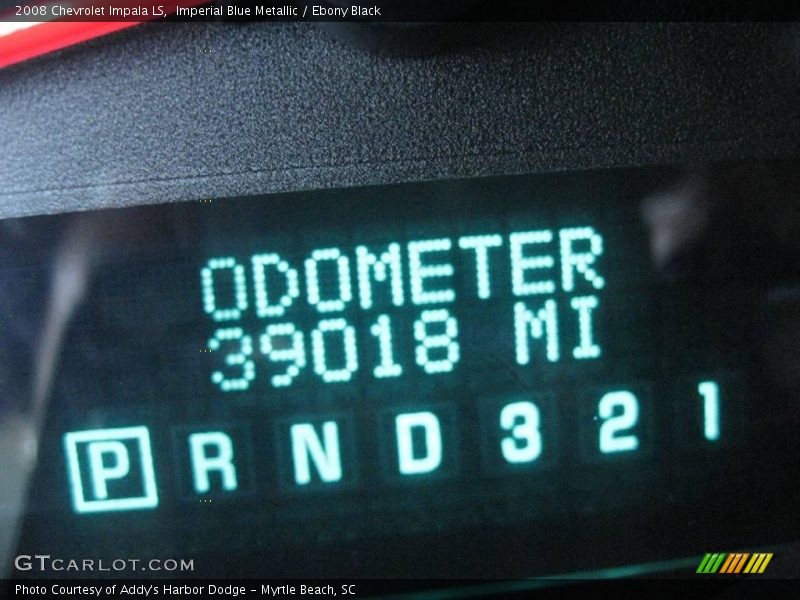 2008 Chevrolet Impala LS,  Imperial Blue Metallic / Ebony Black
ODOMETER
39018 MI
P R N D 3 2 1
GTCARLOT.COM
Photo Courtesy of Addy's Harbor Dodge - Myrtle Beach, SC